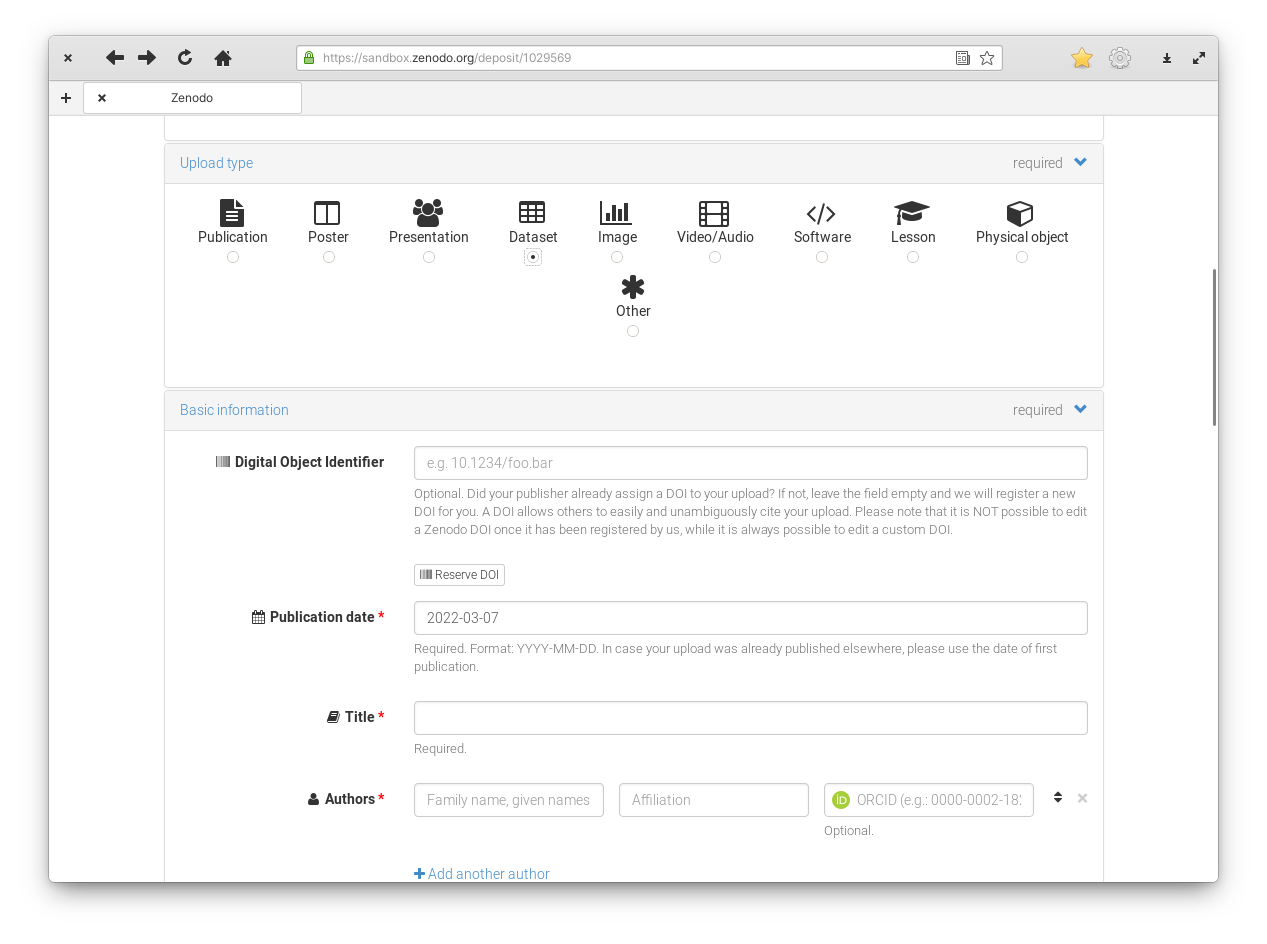 https://sandbox.zenodo.org/deposit/1029569
Zenodo
Upload type required
Publication Poster Presentation Dataset Image Video/Audio Software Lesson Physical object
Other
Basic information required
Digital Object Identifier e.g. 10.1234/foo.bar
Optional. Did your publisher already assign a DOI to your upload? If not, leave the field empty and we will register a new
DOI for you. A DOI allows others to easily and unambiguously cite your upload. Please note that it is NOT possible to edit
a Zenodo DOI once it has been registered by us, while it is always possible to edit a custom DOI.
Reserve DOI
Publication date * 2022-03-07
Required. Format: YYYY-MM-DD. In case your upload was already published elsewhere, please use the date of first
publication.
Title *
Required.
Authors * Family name, given names Affiliation iD ORCID (e.g.: 0000-0002-182
Optional.
Add another author